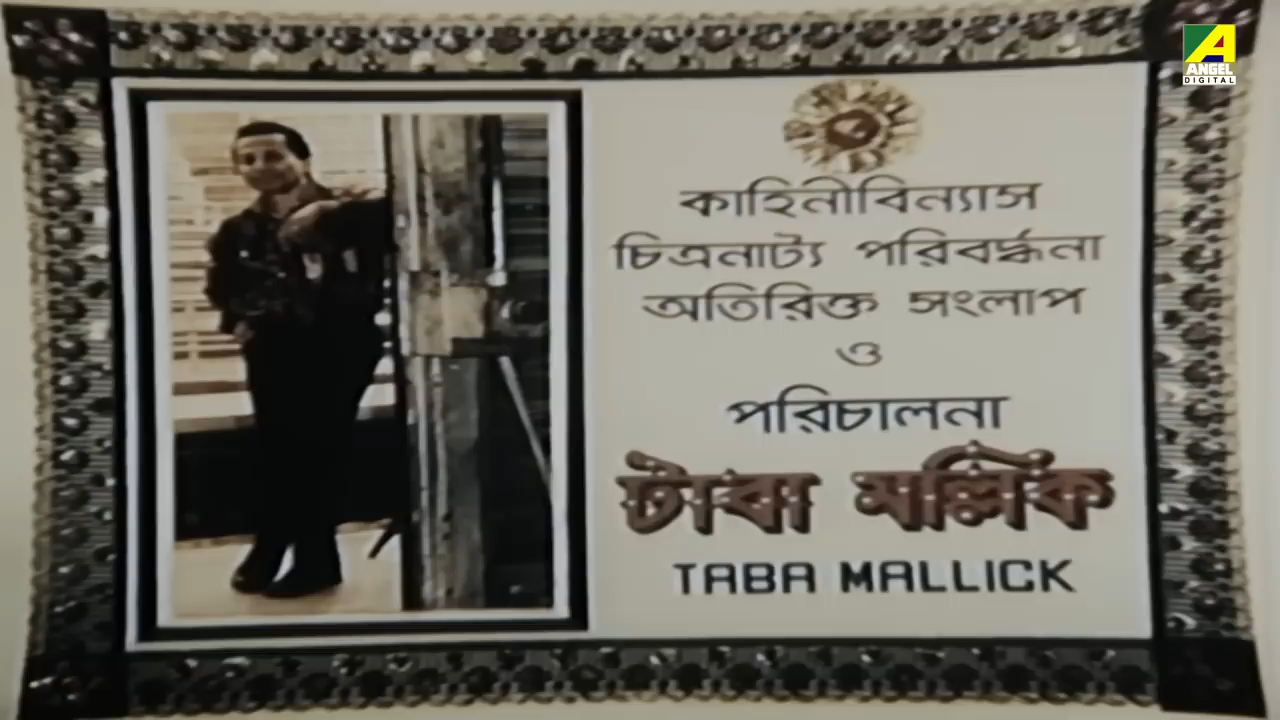 ANGEL
DIGITAL
কাহিনীবিন্যাস
চিত্রনাট্য পরিবর্দ্ধনা
অতিরিক্ত সংলাপ
ও
পরিচালনা
টাবা মল্লিক
TABA MALLICK